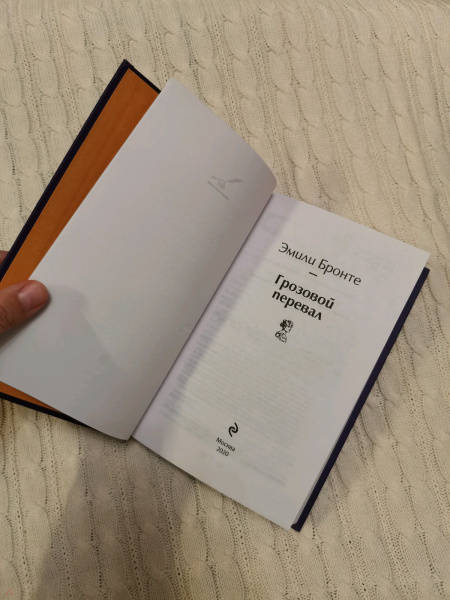 Эмили Бронте
Грозовой
перевал
Москва
2020